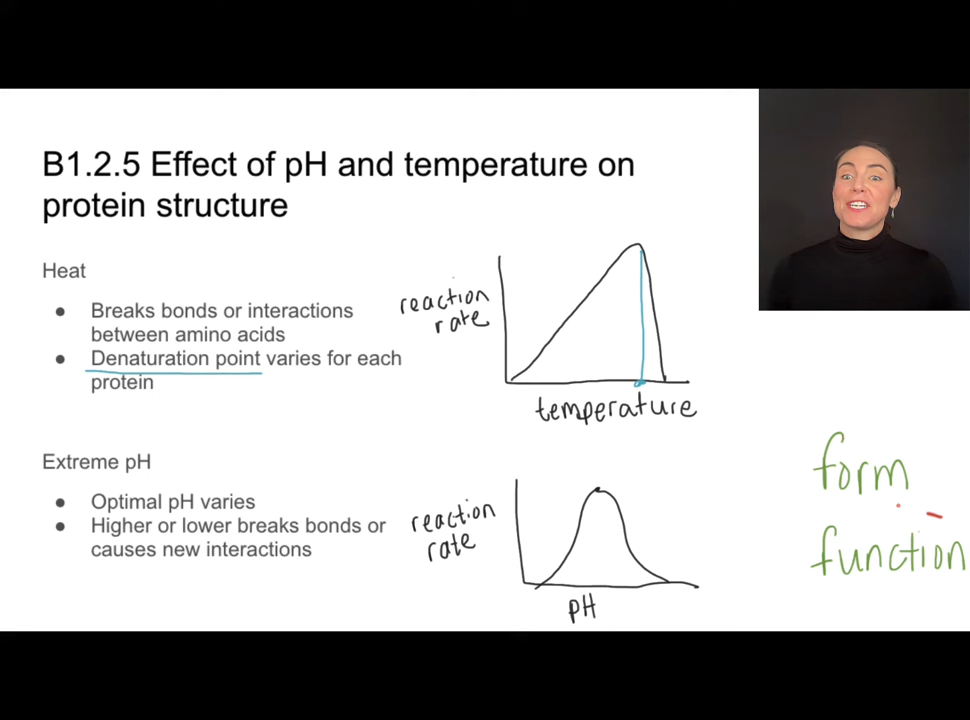 B1.2.5 Effect of pH and temperature on
protein structure
Heat
● Breaks bonds or interactions
between amino acids
● Denaturation point varies for each
protein
reaction
rate
temperature
Extreme pH
● Optimal pH varies
● Higher or lower breaks bonds or
causes new interactions
reaction
rate
pH
form
function